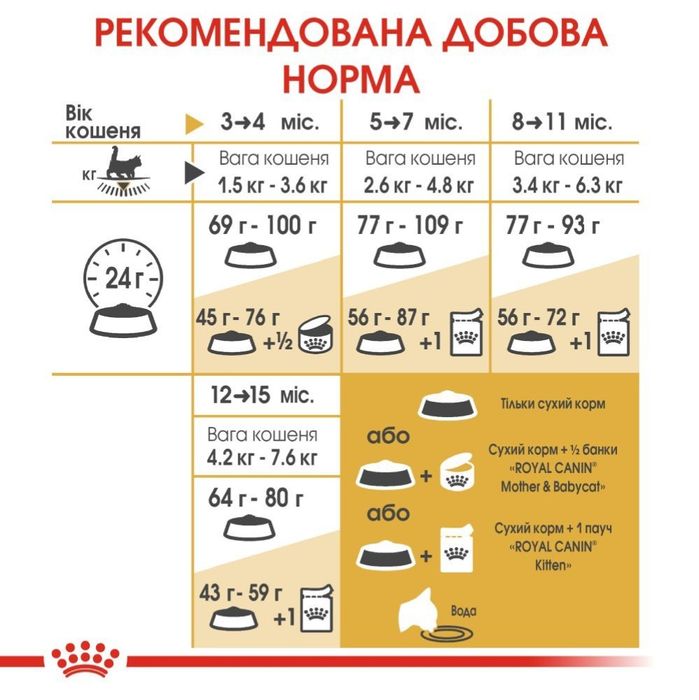 РЕКОМЕНДОВАНА ДОБОВА
НОРМА
Вік
кошеня
3→4 міс.
5→7 міс.
8→11 міс.
кг
Вага кошеня
1.5 кг - 3.6 кг
Вага кошеня
2.6 кг - 4.8 кг
Вага кошеня
3.4 кг - 6.3 кг
24 г
69 г - 100 г
77 г - 109 г
77 г - 93 г
45 г - 76 г
+½
56 г - 87 г
+1
56 г - 72 г
+1
12→15 міс.
Вага кошеня
4.2 кг - 7.6 кг
64 г - 80 г
43 г - 59 г
+1
Тільки сухий корм
або
+
Сухий корм + ½ банки
«ROYAL CANIN®
Mother & Babycat»
або
+
Сухий корм + 1 пауч
«ROYAL CANIN®
Kitten»
Вода